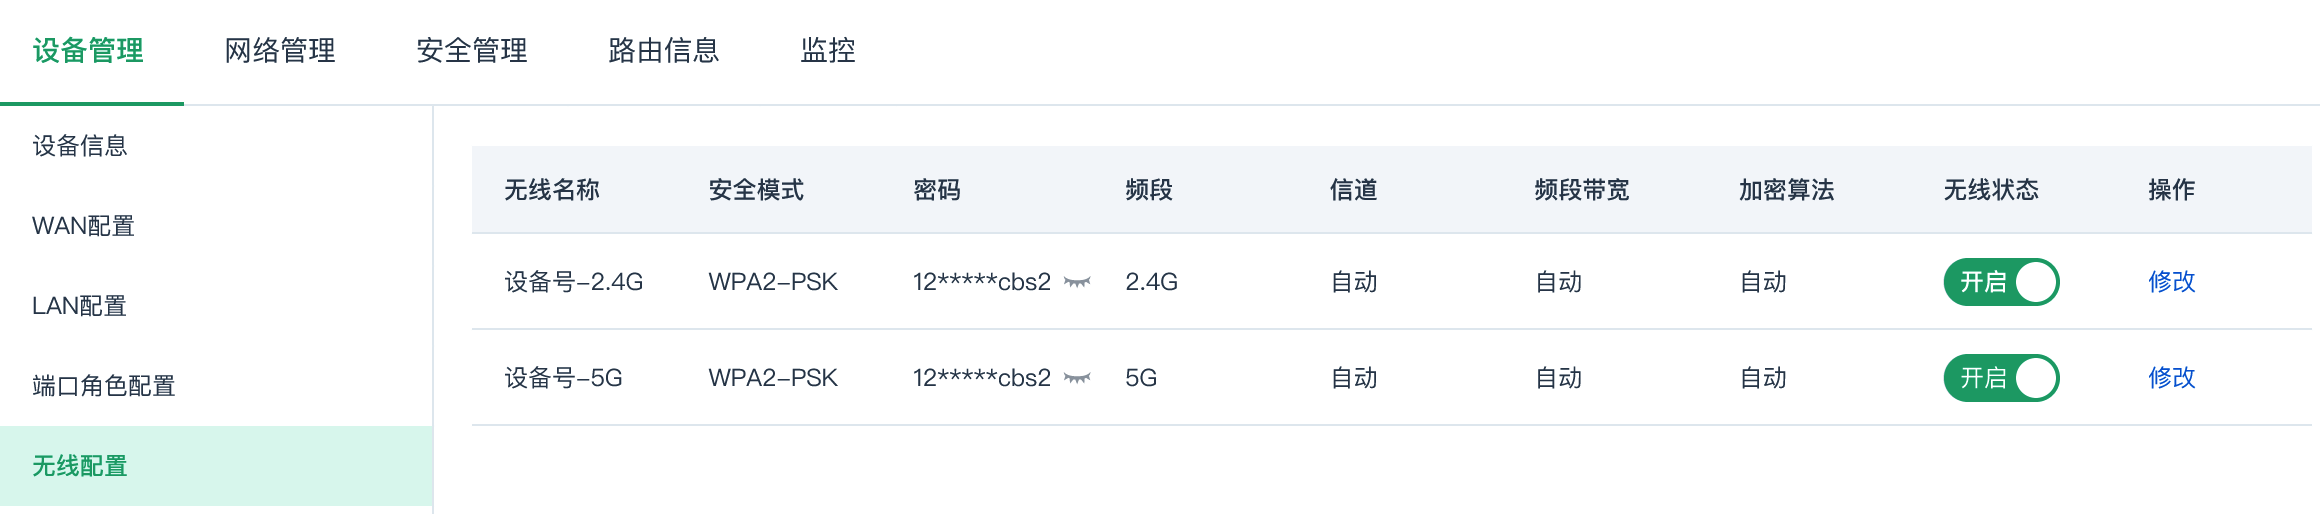 设备管理 网络管理 安全管理 路由信息 监控
设备信息
WAN配置
LAN配置
端口角色配置
无线配置
无线名称 安全模式 密码 频段 信道 频段带宽 加密算法 无线状态 操作
设备号-2.4G WPA2-PSK 12*****cbs2 2.4G 自动 自动 自动 开启 修改
设备号-5G WPA2-PSK 12*****cbs2 5G 自动 自动 自动 开启 修改